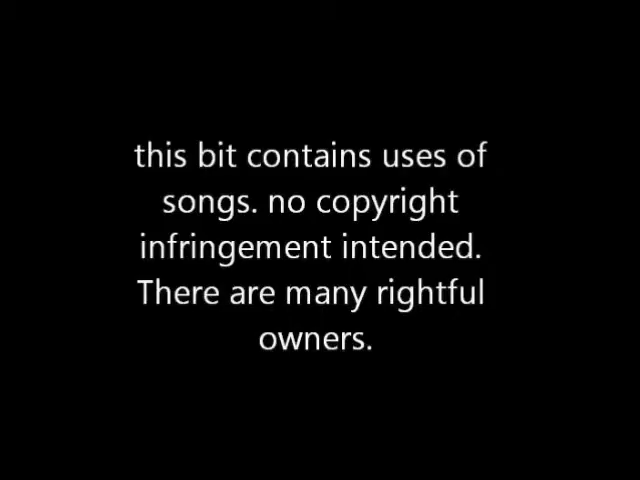 this bit contains uses of
songs. no copyright
infringement intended.
There are many rightful
owners.